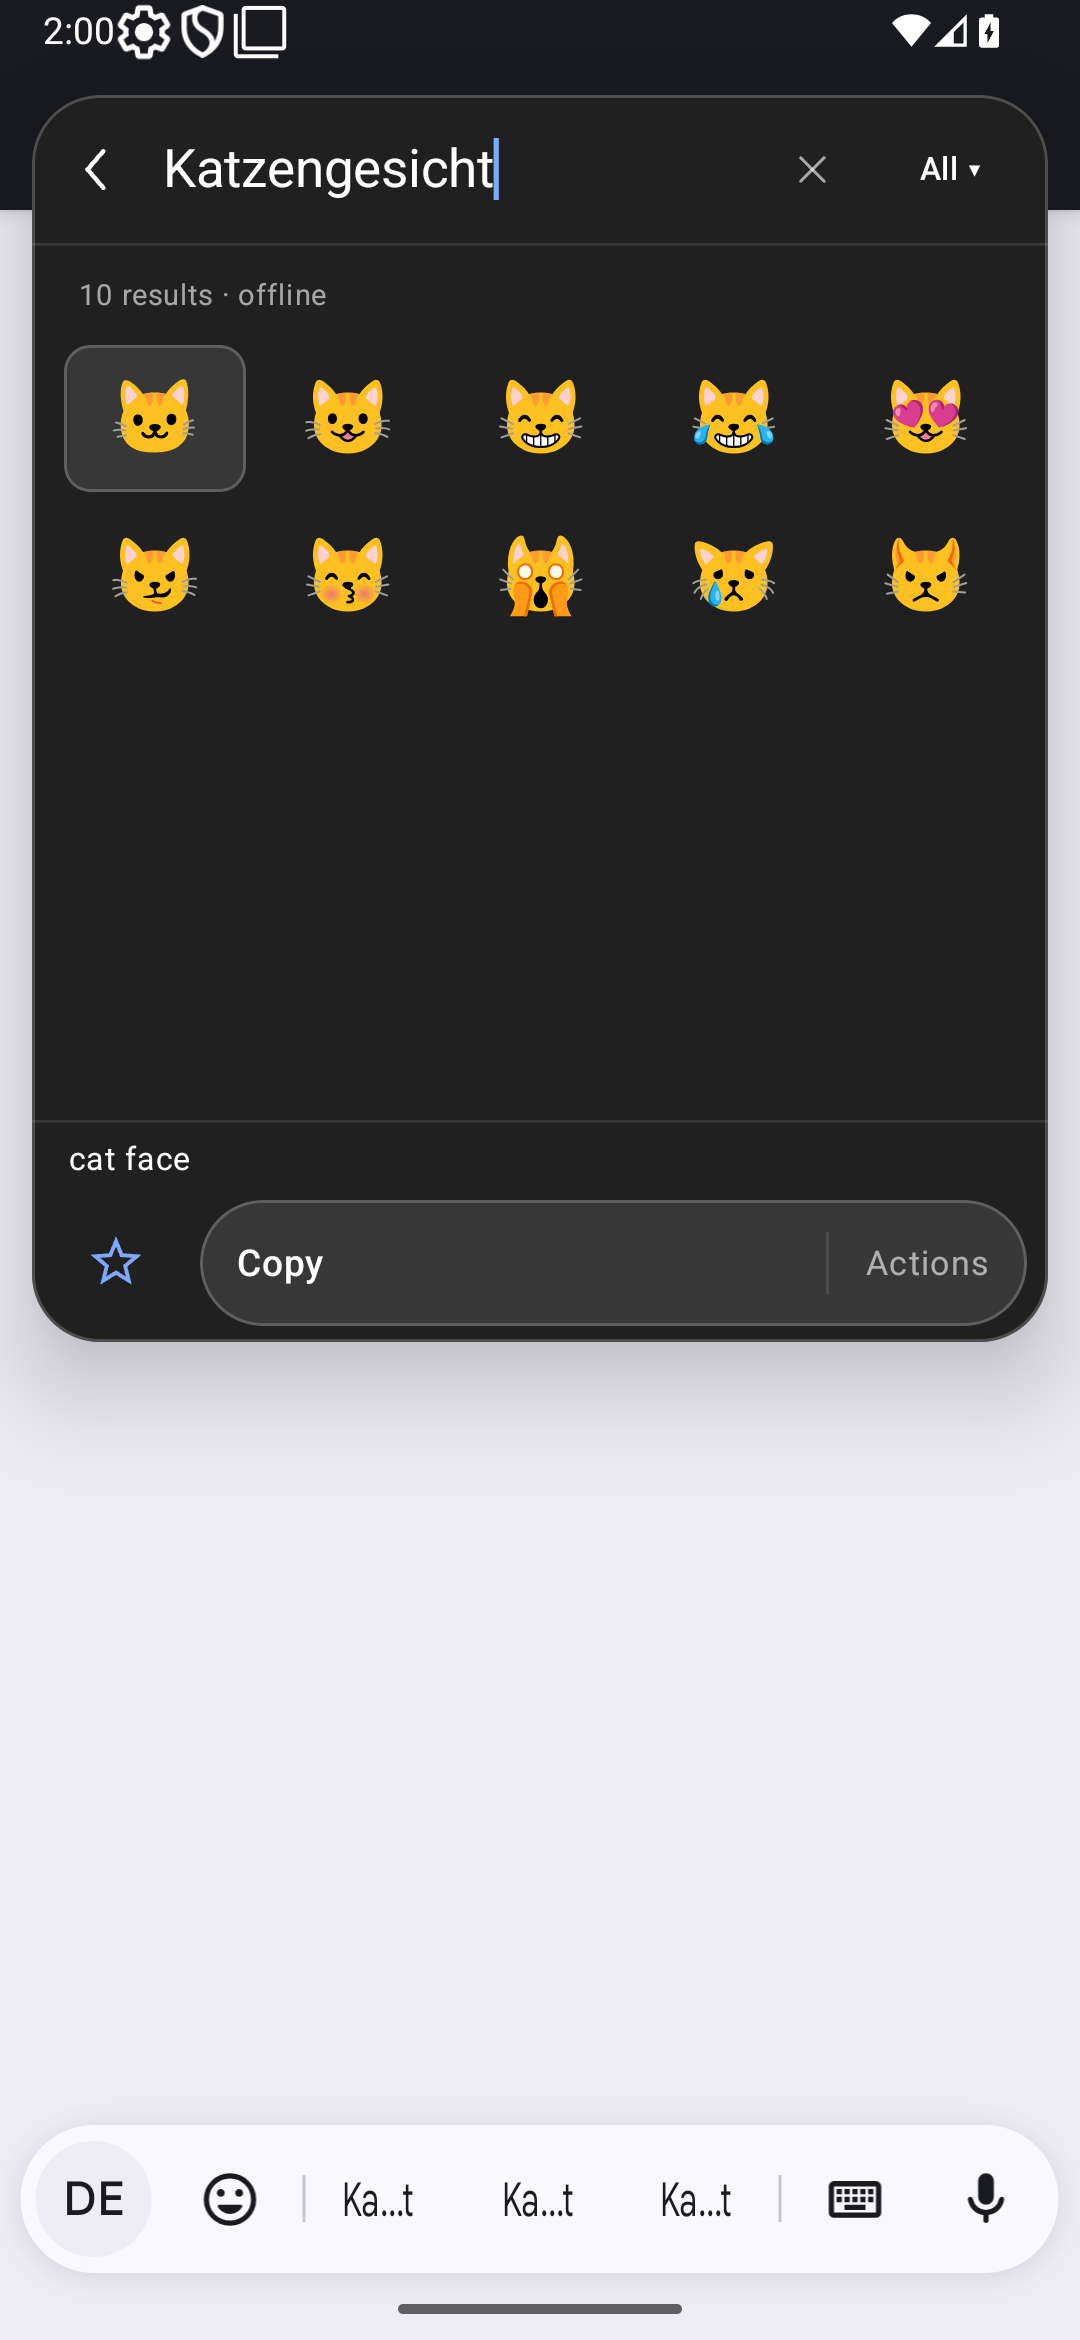 2:00
Katzengesicht
All ▾
10 results · offline
cat face
Copy
Actions
DE
Ka...t
Ka...t
Ka...t